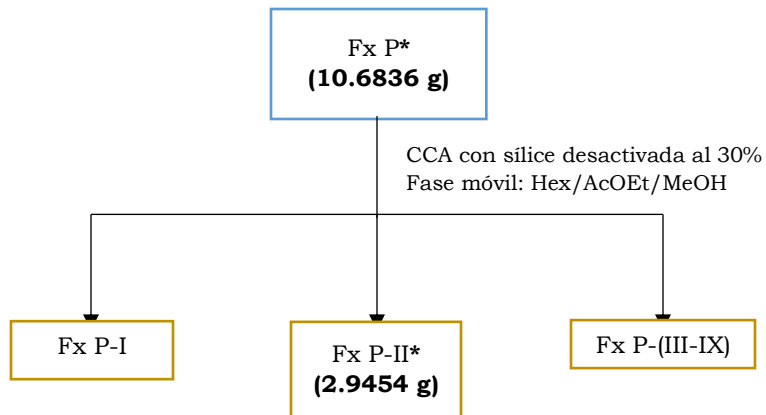 Fx P*
(10.6836 g)
CCA con sílice desactivada al 30%
Fase móvil: Hex/AcOEt/MeOH
Fx P-I
Fx P-II*
(2.9454 g)
Fx P-(III-IX)